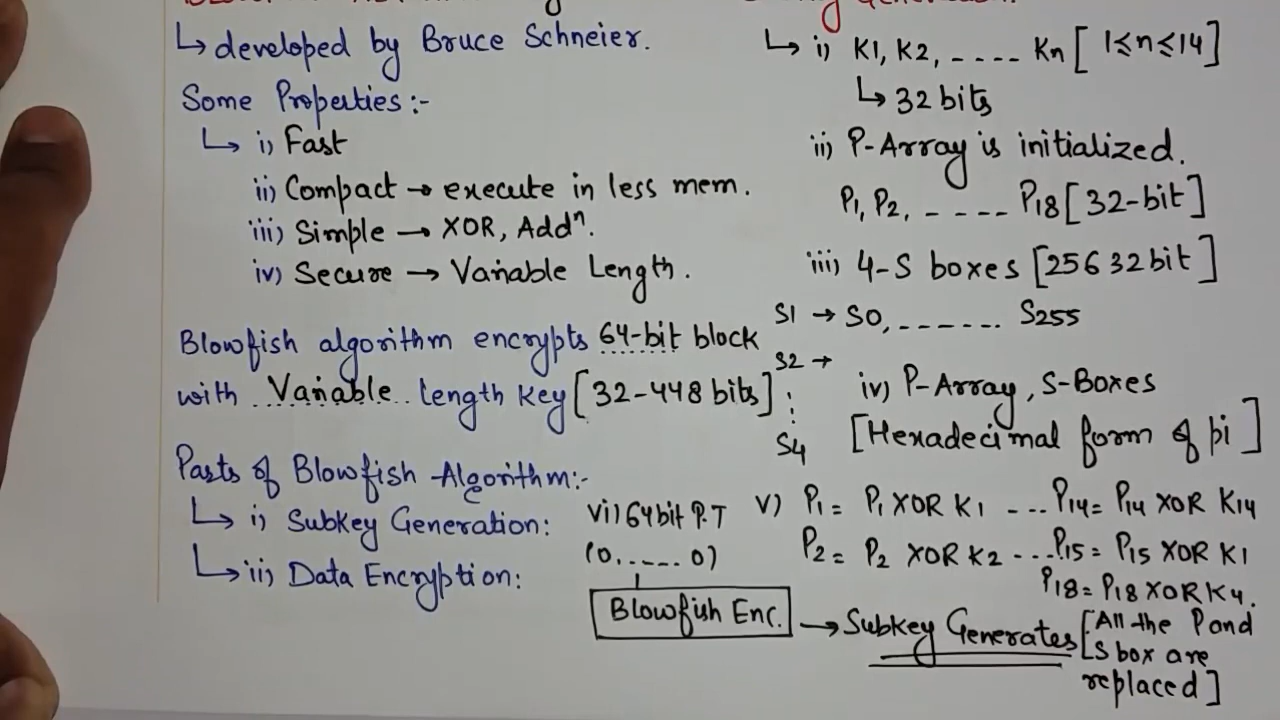 ↳ developed by Bruce Schneier.
Some Properties:-
↳ i) Fast
ii) Compact → execute in less mem.
iii) Simple → XOR, Addⁿ.
iv) Secure → Variable Length.
Blowfish algorithm encrypts 64-bit block
with Variable length key [32-448 bits]
Parts of Blowfish Algorithm:-
↳ i) Subkey Generation:
↳ ii) Data Encryption:
Generation:
↳ i) K1, K2, ---- Kn [1≤n≤14]
↳ 32 bits
ii) P-Array is initialized.
P1, P2, ----- P18 [32-bit]
iii) 4-S boxes [256 32 bit]
S1 → S0, ------- S255
S2 →
⋮
S4
iv) P-Array, S-Boxes
[Hexadecimal form of pi]
v) P1 = P1 XOR K1 --- P14 = P14 XOR K14
P2 = P2 XOR K2 --- P15 = P15 XOR K1
P18 = P18 XOR K4.
vi) 64bit P.T
(0, ----- 0)
Blowfish Enc.
→ Subkey Generates [All the P and
S box are
replaced]